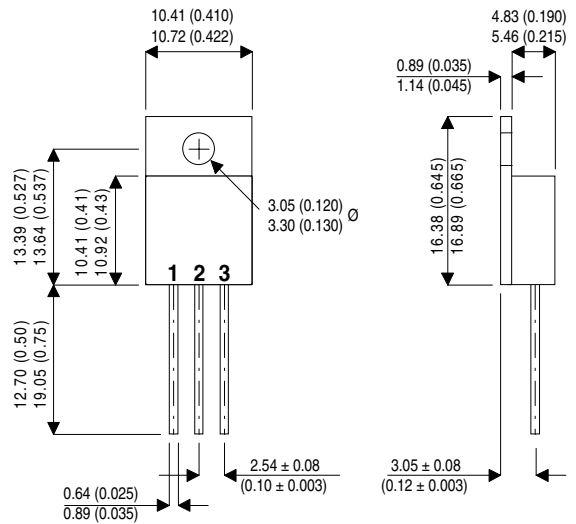 10.41 (0.410)
10.72 (0.422)
4.83 (0.190)
5.46 (0.215)
0.89 (0.035)
1.14 (0.045)
13.39 (0.527)
13.64 (0.537)
10.41 (0.41)
10.92 (0.43)
3.05 (0.120)
3.30 (0.130) Ø
16.38 (0.645)
16.89 (0.665)
1 2 3
12.70 (0.50)
19.05 (0.75)
2.54 ± 0.08
(0.10 ± 0.003)
3.05 ± 0.08
(0.12 ± 0.003)
0.64 (0.025)
0.89 (0.035)